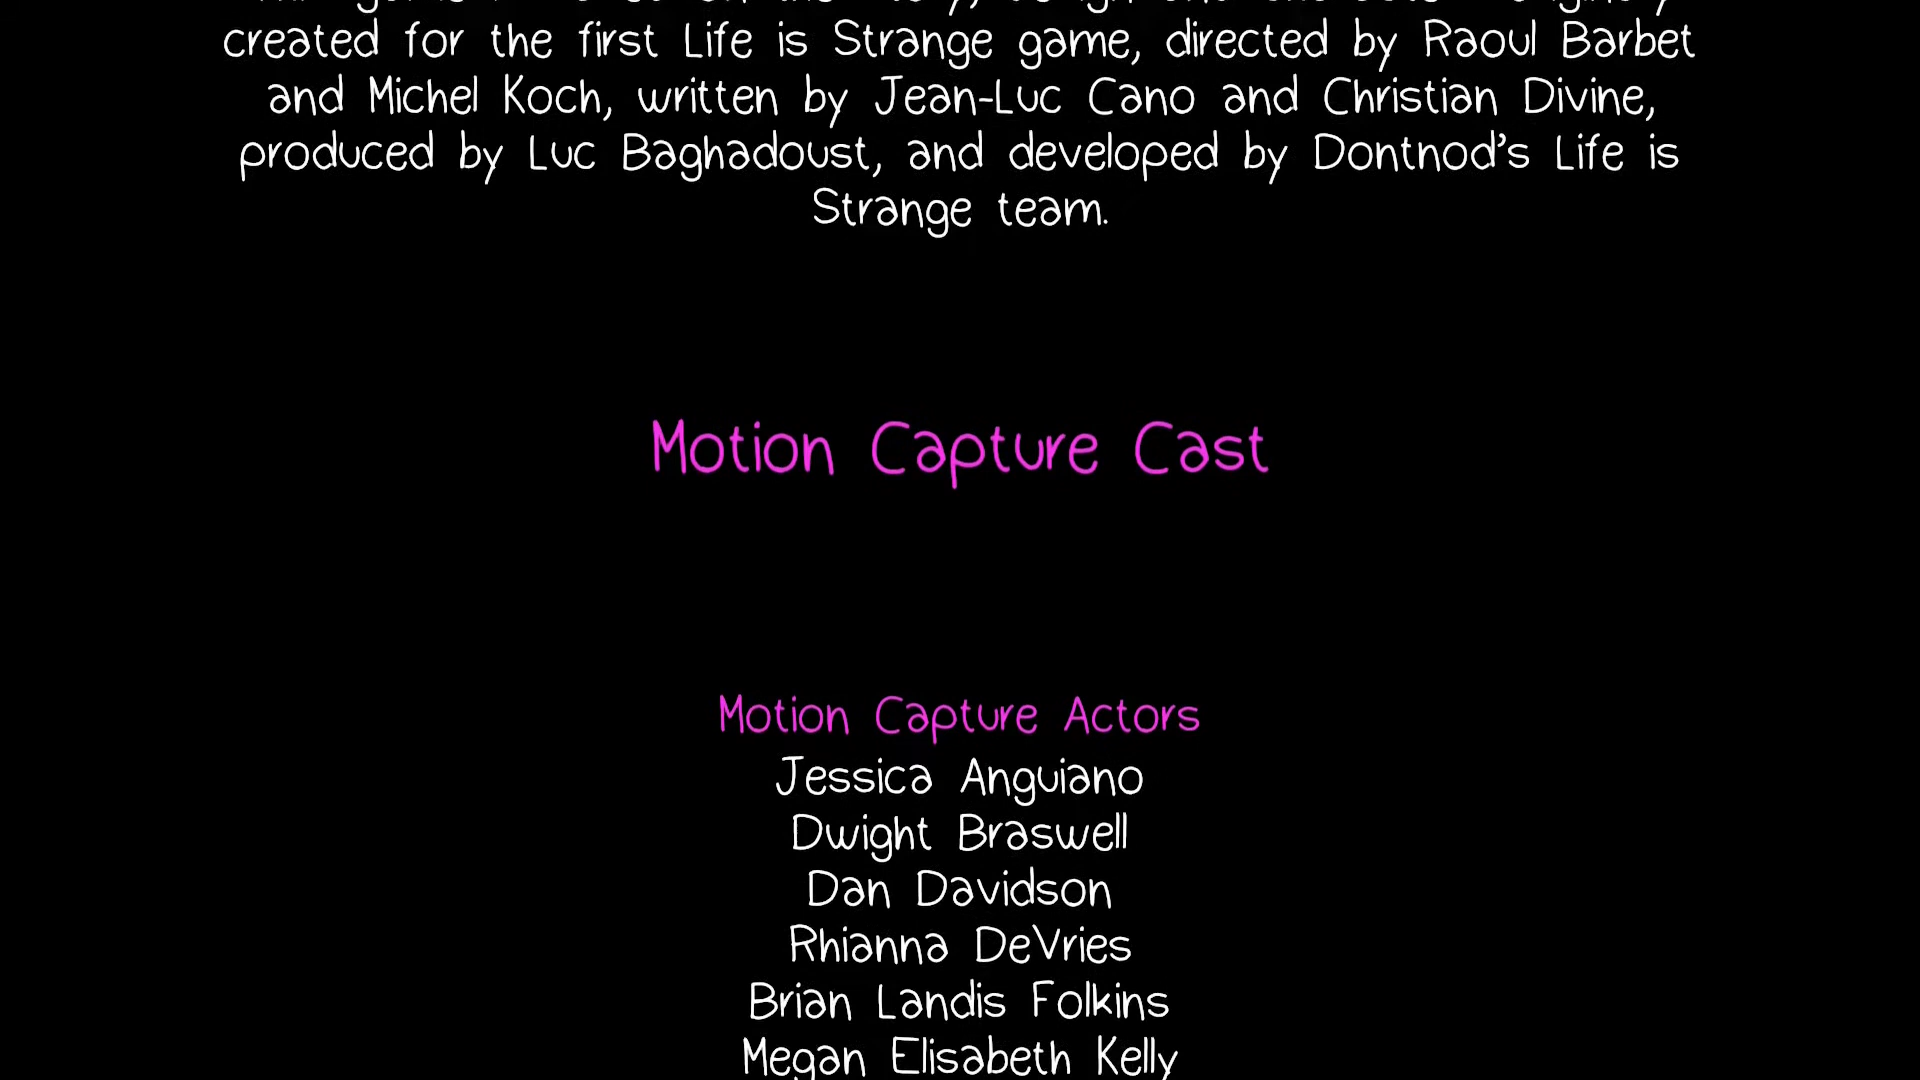 created for the first Life is Strange game, directed by Raoul Barbet
and Michel Koch, written by Jean-Luc Cano and Christian Divine,
produced by Luc Baghadoust, and developed by Dontnod's Life is
Strange team.
Motion Capture Cast
Motion Capture Actors
Jessica Anguiano
Dwight Braswell
Dan Davidson
Rhianna DeVries
Brian Landis Folkins
Megan Elisabeth Kelly